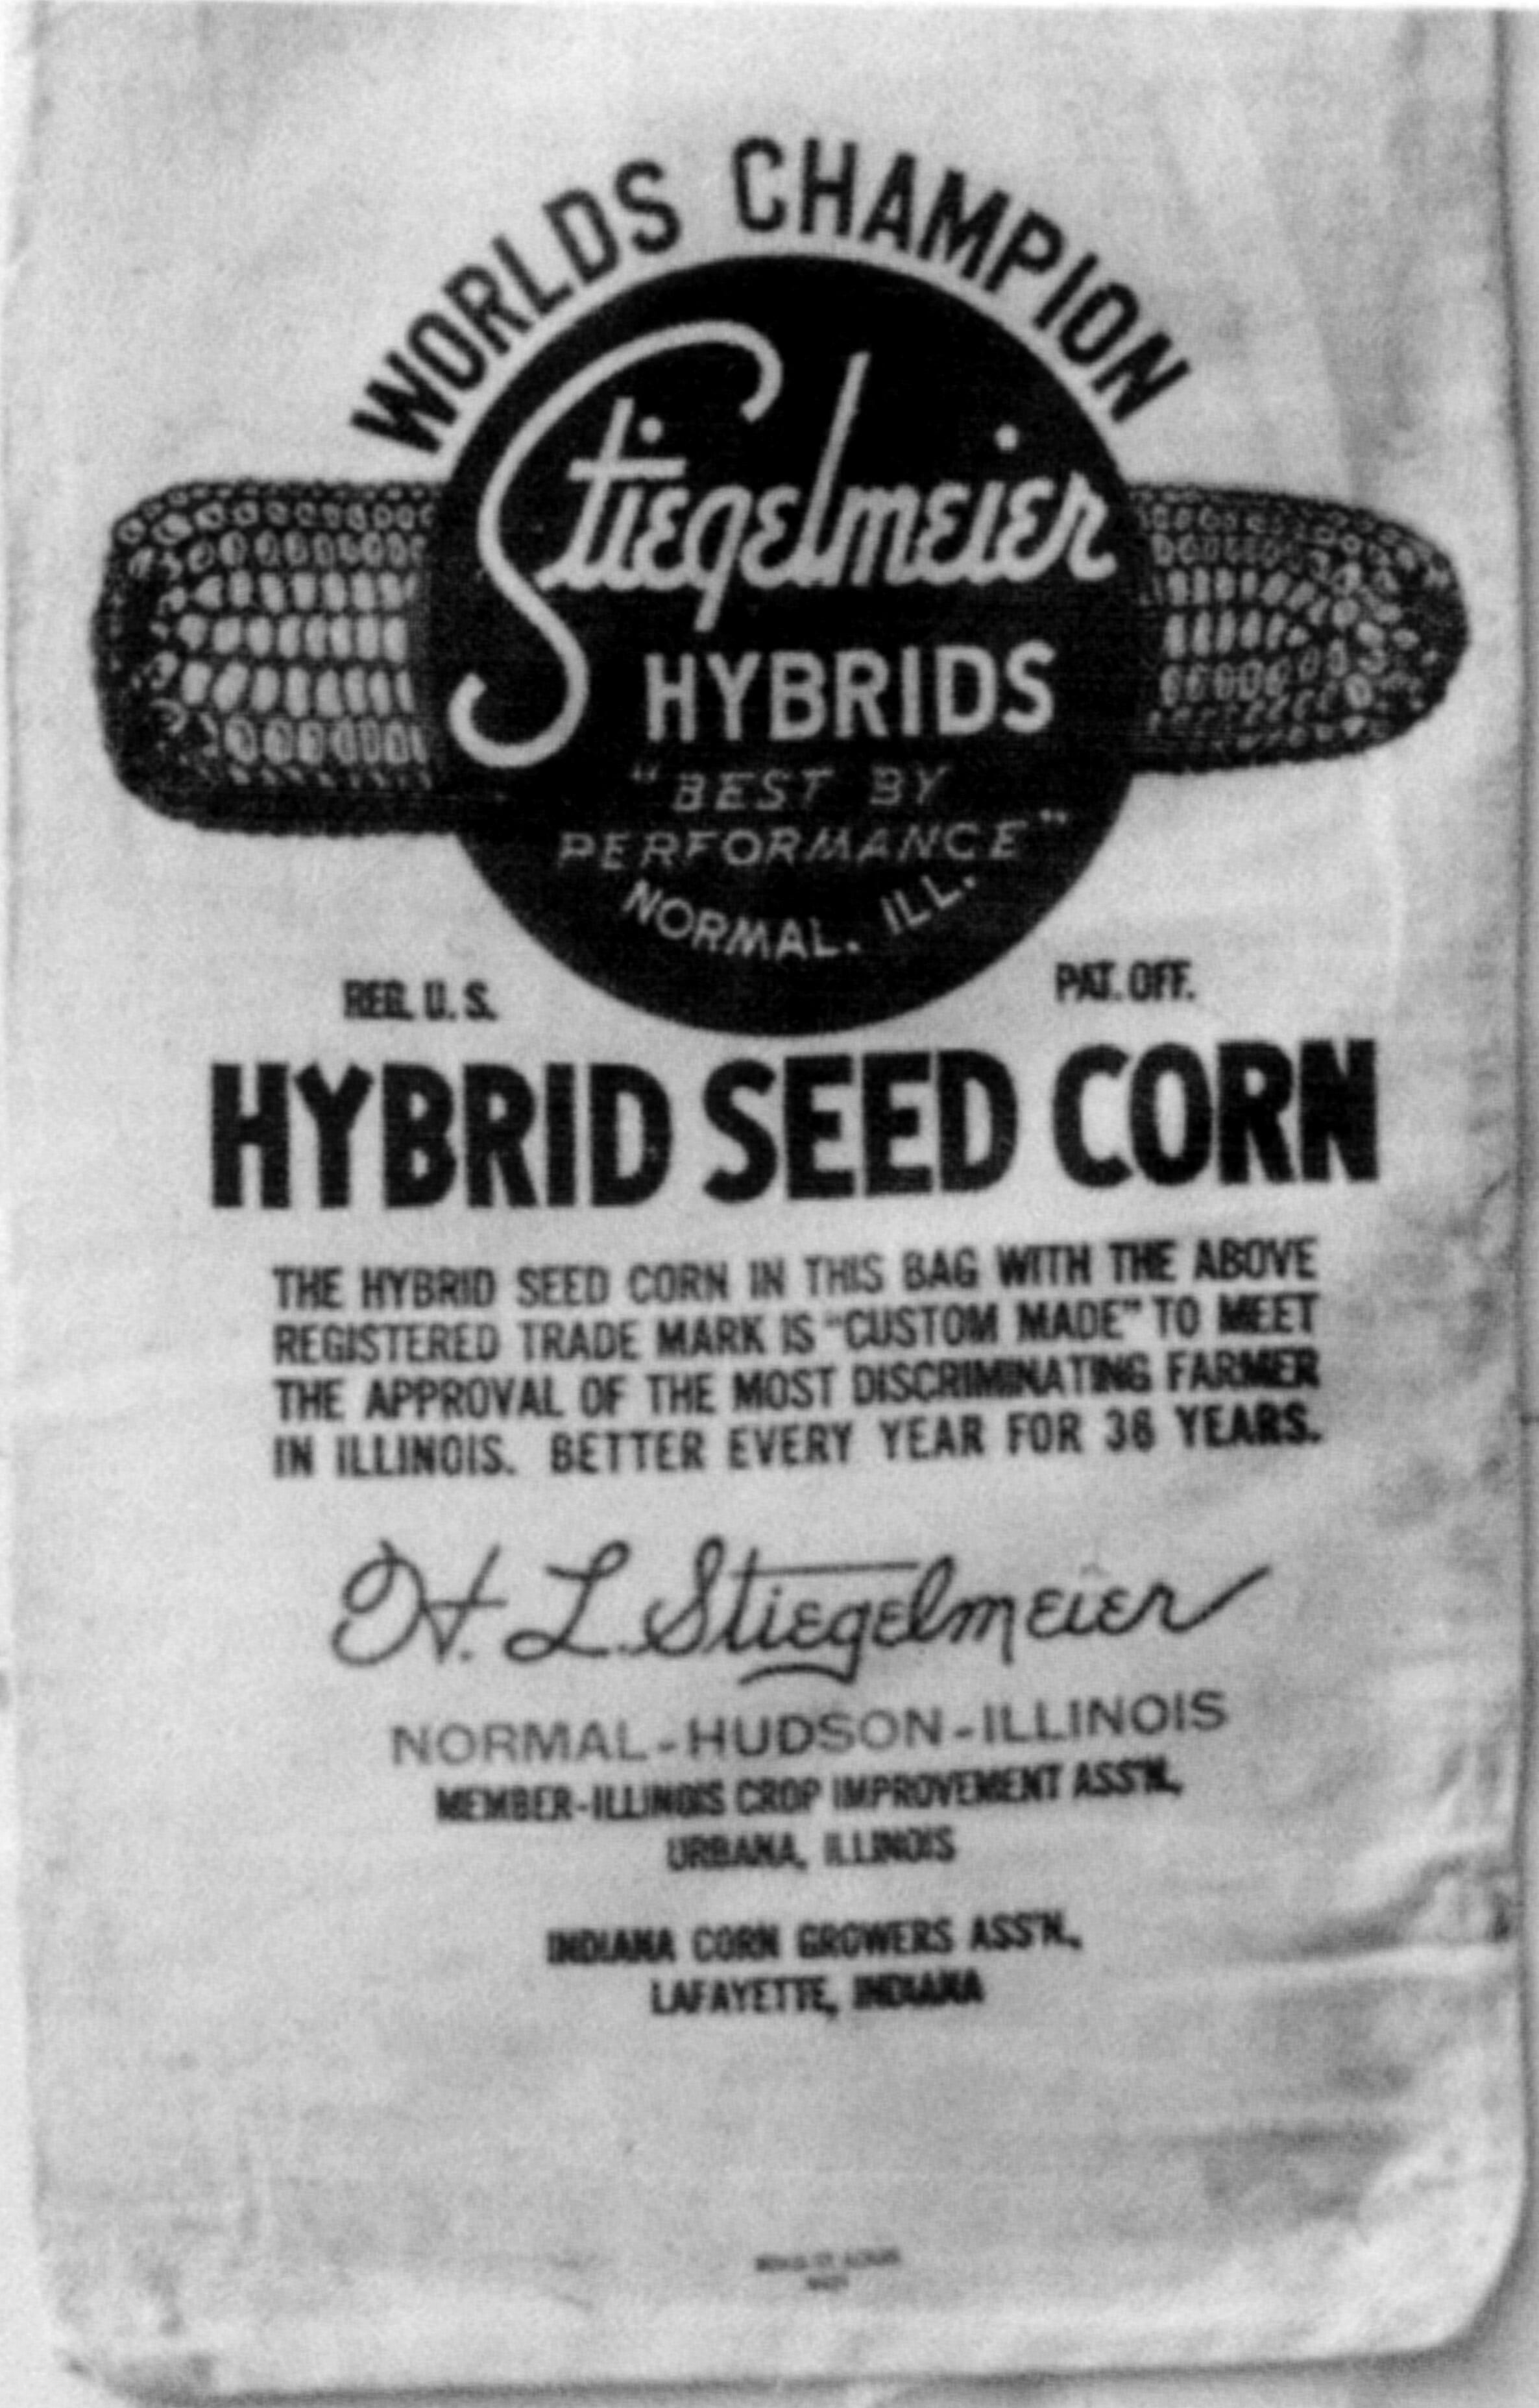 WORLDS CHAMPION
Stiegelmeier
HYBRIDS
"BEST BY
PERFORMANCE"
NORMAL. ILL.
REG. U. S.
PAT. OFF.
HYBRID SEED CORN
THE HYBRID SEED CORN IN THIS BAG WITH THE ABOVE
REGISTERED TRADE MARK IS "CUSTOM MADE" TO MEET
THE APPROVAL OF THE MOST DISCRIMINATING FARMER
IN ILLINOIS. BETTER EVERY YEAR FOR 36 YEARS.
H. L. Stiegelmeier
NORMAL-HUDSON-ILLINOIS
MEMBER-ILLINOIS CROP IMPROVEMENT ASS'N.,
URBANA, ILLINOIS
INDIANA CORN GROWERS ASS'N.,
LAFAYETTE, INDIANA
ST. LOUIS